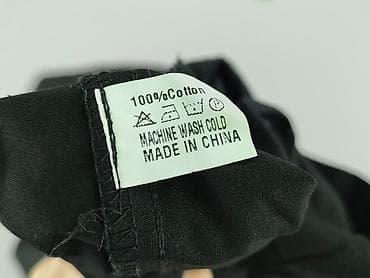 100%Cotton
P
MACHINE WASH COLD
MADE IN CHINA